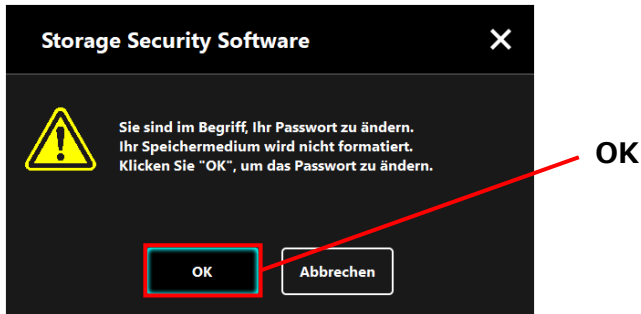 Storage Security Software
Sie sind im Begriff, Ihr Passwort zu ändern.
Ihr Speichermedium wird nicht formatiert.
Klicken Sie "OK", um das Passwort zu ändern.
OK
OK
Abbrechen